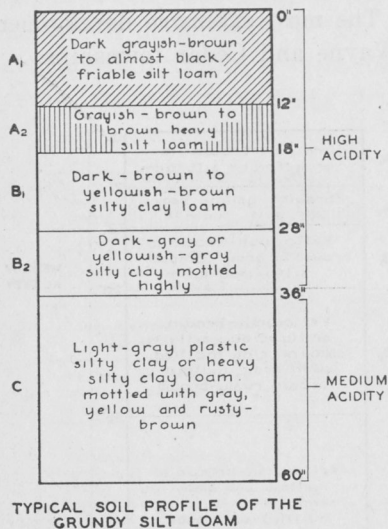 0"
A1
Dark grayish-brown
to almost black
friable silt loam
12"
A2
Grayish-brown to
brown heavy
silt loam
18"
HIGH
ACIDITY
B1
Dark-brown to
yellowish-brown
silty clay loam
28"
B2
Dark-gray or
yellowish-gray
silty clay mottled
highly
36"
C
Light-gray plastic
silty clay or heavy
silty clay loam
mottled with gray,
yellow and rusty-
brown
MEDIUM
ACIDITY
60"
TYPICAL SOIL PROFILE OF THE
GRUNDY SILT LOAM